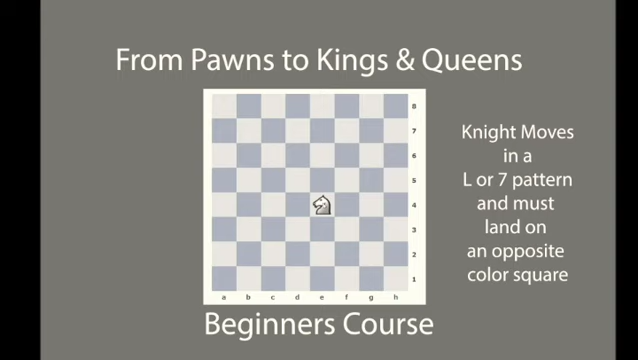 From Pawns to Kings & Queens
8
7
6
5
4
3
2
1
a b c d e f g h
Knight Moves
in a
L or 7 pattern
and must
land on
an opposite
color square
Beginners Course